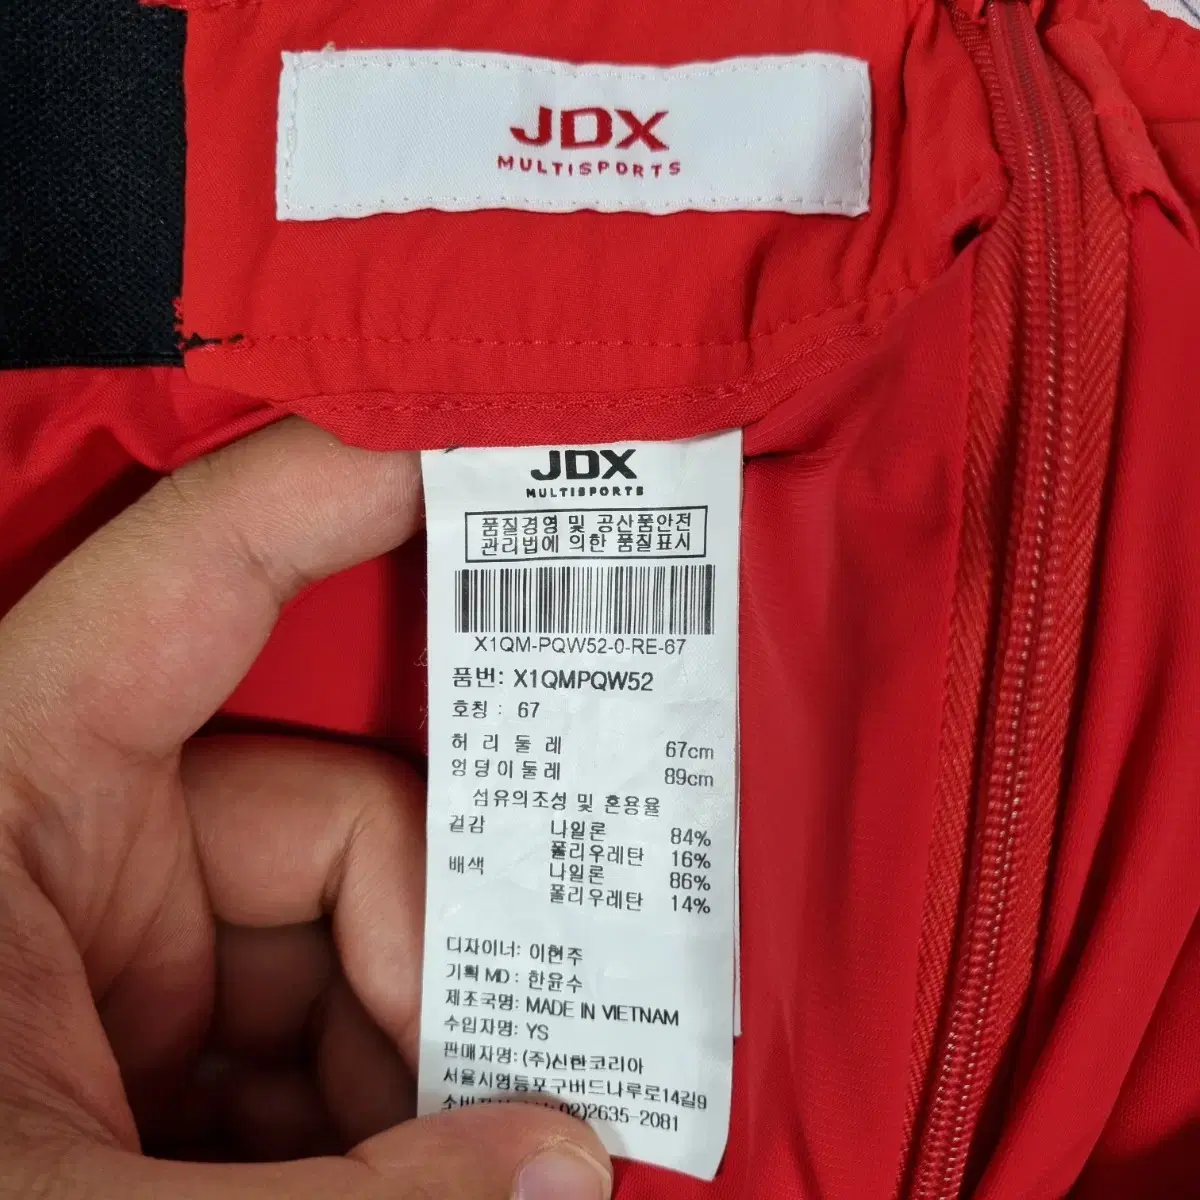 JDX
MULTISPORTS
JDX
MULTISPORTS
품질경영 및 공산품안전
관리법에 의한 품질표시
X1QM-PQW52-0-RE-67
품번: X1QMPQW52
호칭 : 67
허리둘레 67cm
엉덩이둘레 89cm
섬유의조성 및 혼용율
겉감 나일론 84%
폴리우레탄 16%
배색 나일론 86%
폴리우레탄 14%
디자이너: 이현주
기획 MD : 한윤수
제조국명: MADE IN VIETNAM
수입자명: YS
판매자명: (주)신한코리아
서울시영등포구버드나루로14길9
02)2635-2081